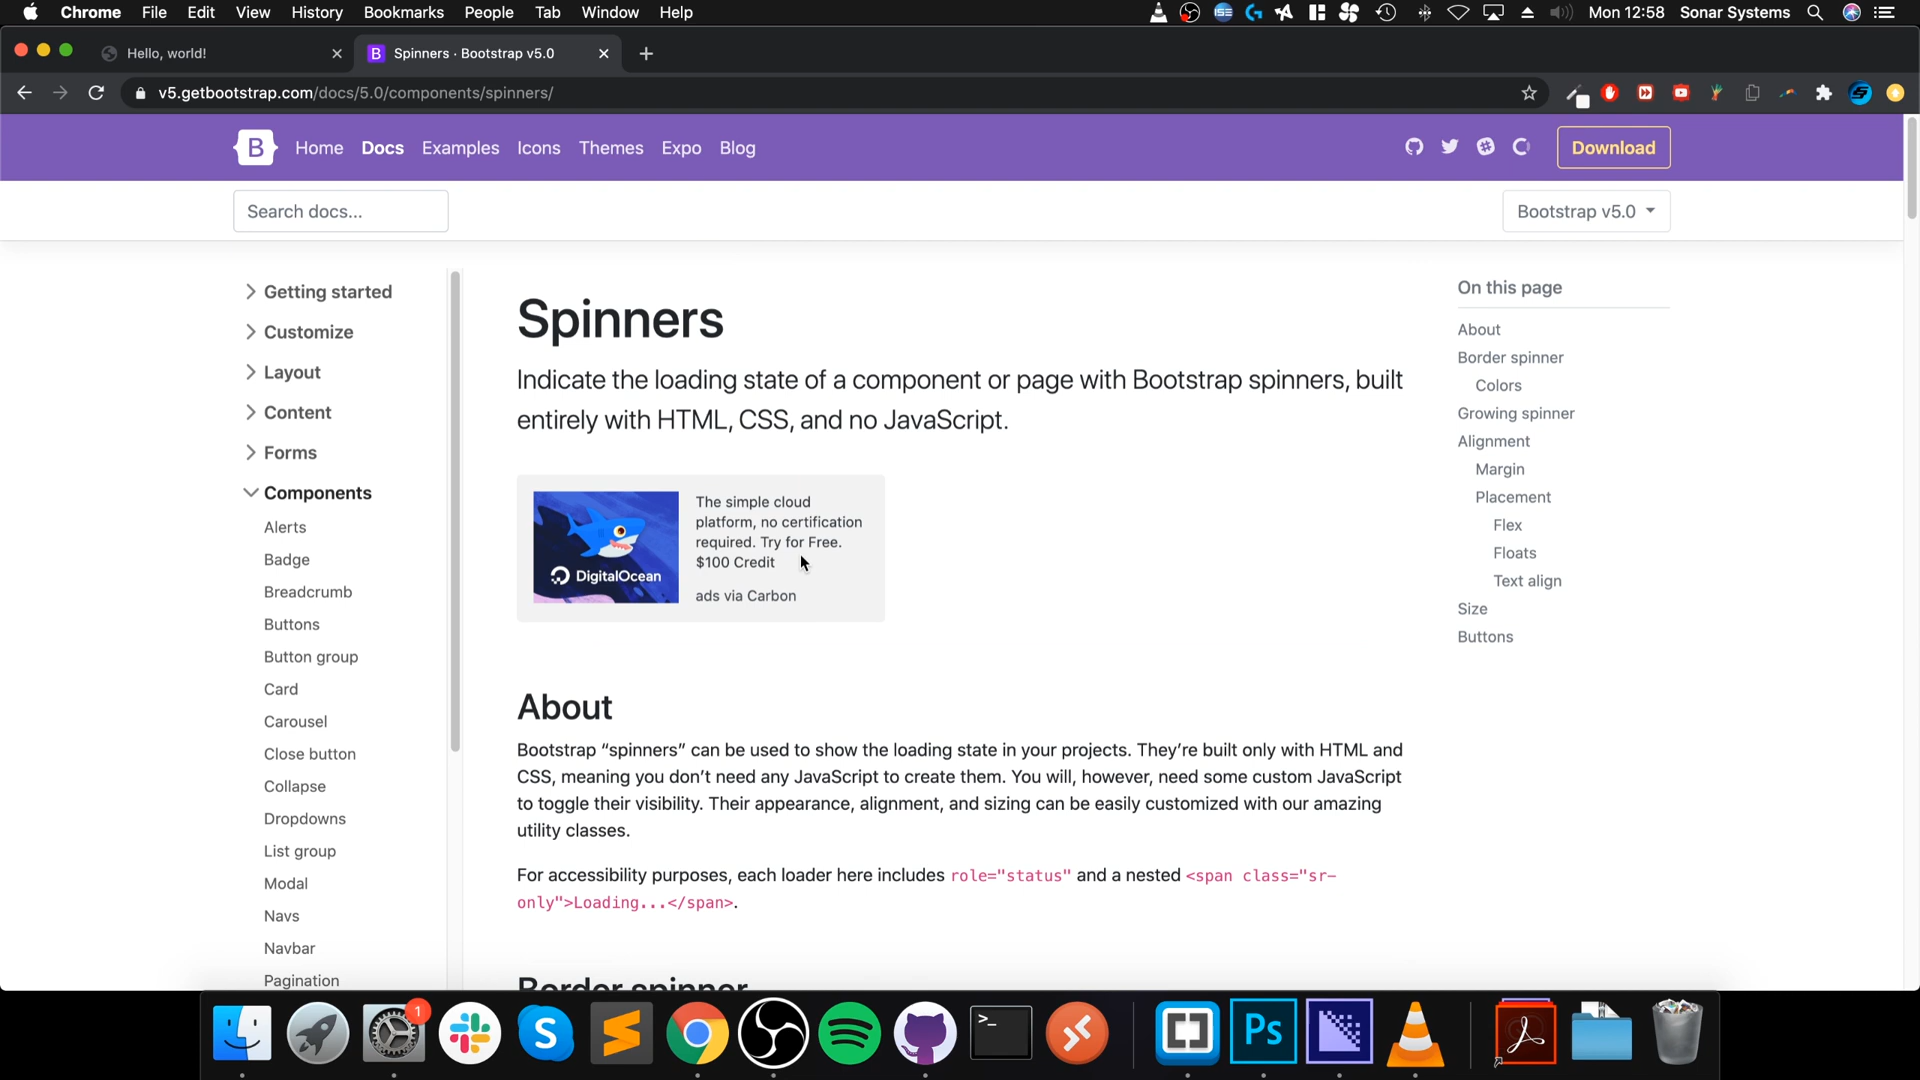 Chrome File Edit View History Bookmarks People Tab Window Help
Mon 12:58 Sonar Systems
Hello, world!
Spinners · Bootstrap v5.0
v5.getbootstrap.com/docs/5.0/components/spinners/
B Home Docs Examples Icons Themes Expo Blog
Download
Search docs...
Bootstrap v5.0
Getting started
Customize
Layout
Content
Forms
Components
Alerts
Badge
Breadcrumb
Buttons
Button group
Card
Carousel
Close button
Collapse
Dropdowns
List group
Modal
Navs
Navbar
Pagination
Spinners
Indicate the loading state of a component or page with Bootstrap spinners, built
entirely with HTML, CSS, and no JavaScript.
DigitalOcean
The simple cloud
platform, no certification
required. Try for Free.
$100 Credit
ads via Carbon
About
Bootstrap “spinners” can be used to show the loading state in your projects. They’re built only with HTML and
CSS, meaning you don’t need any JavaScript to create them. You will, however, need some custom JavaScript
to toggle their visibility. Their appearance, alignment, and sizing can be easily customized with our amazing
utility classes.
For accessibility purposes, each loader here includes role="status" and a nested <span class="sr-
only">Loading...</span>.
Border spinner
On this page
About
Border spinner
Colors
Growing spinner
Alignment
Margin
Placement
Flex
Floats
Text align
Size
Buttons
1
S
>_
Ps